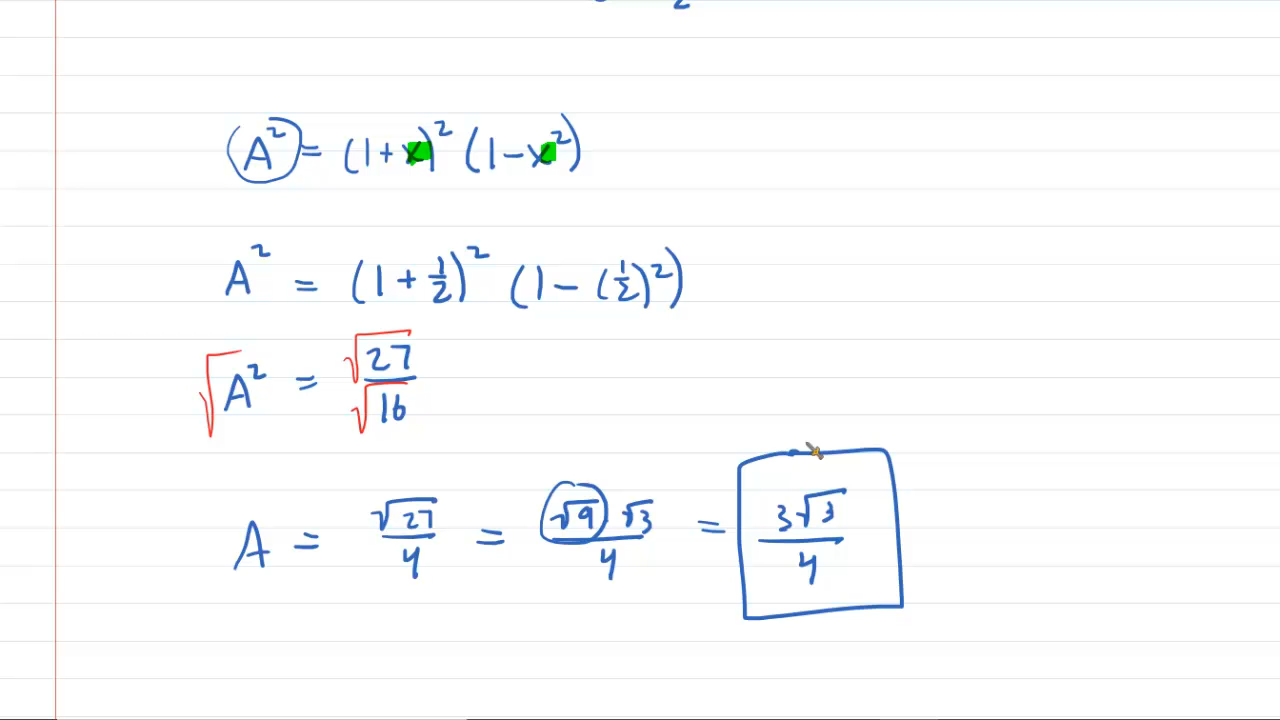 2
(A² = (1+x)² (1-x²)
A² = (1+½)² (1-(½)²)
√A² = √27/√16
A = √27/4 = √9 √3/4 = 3√3/4